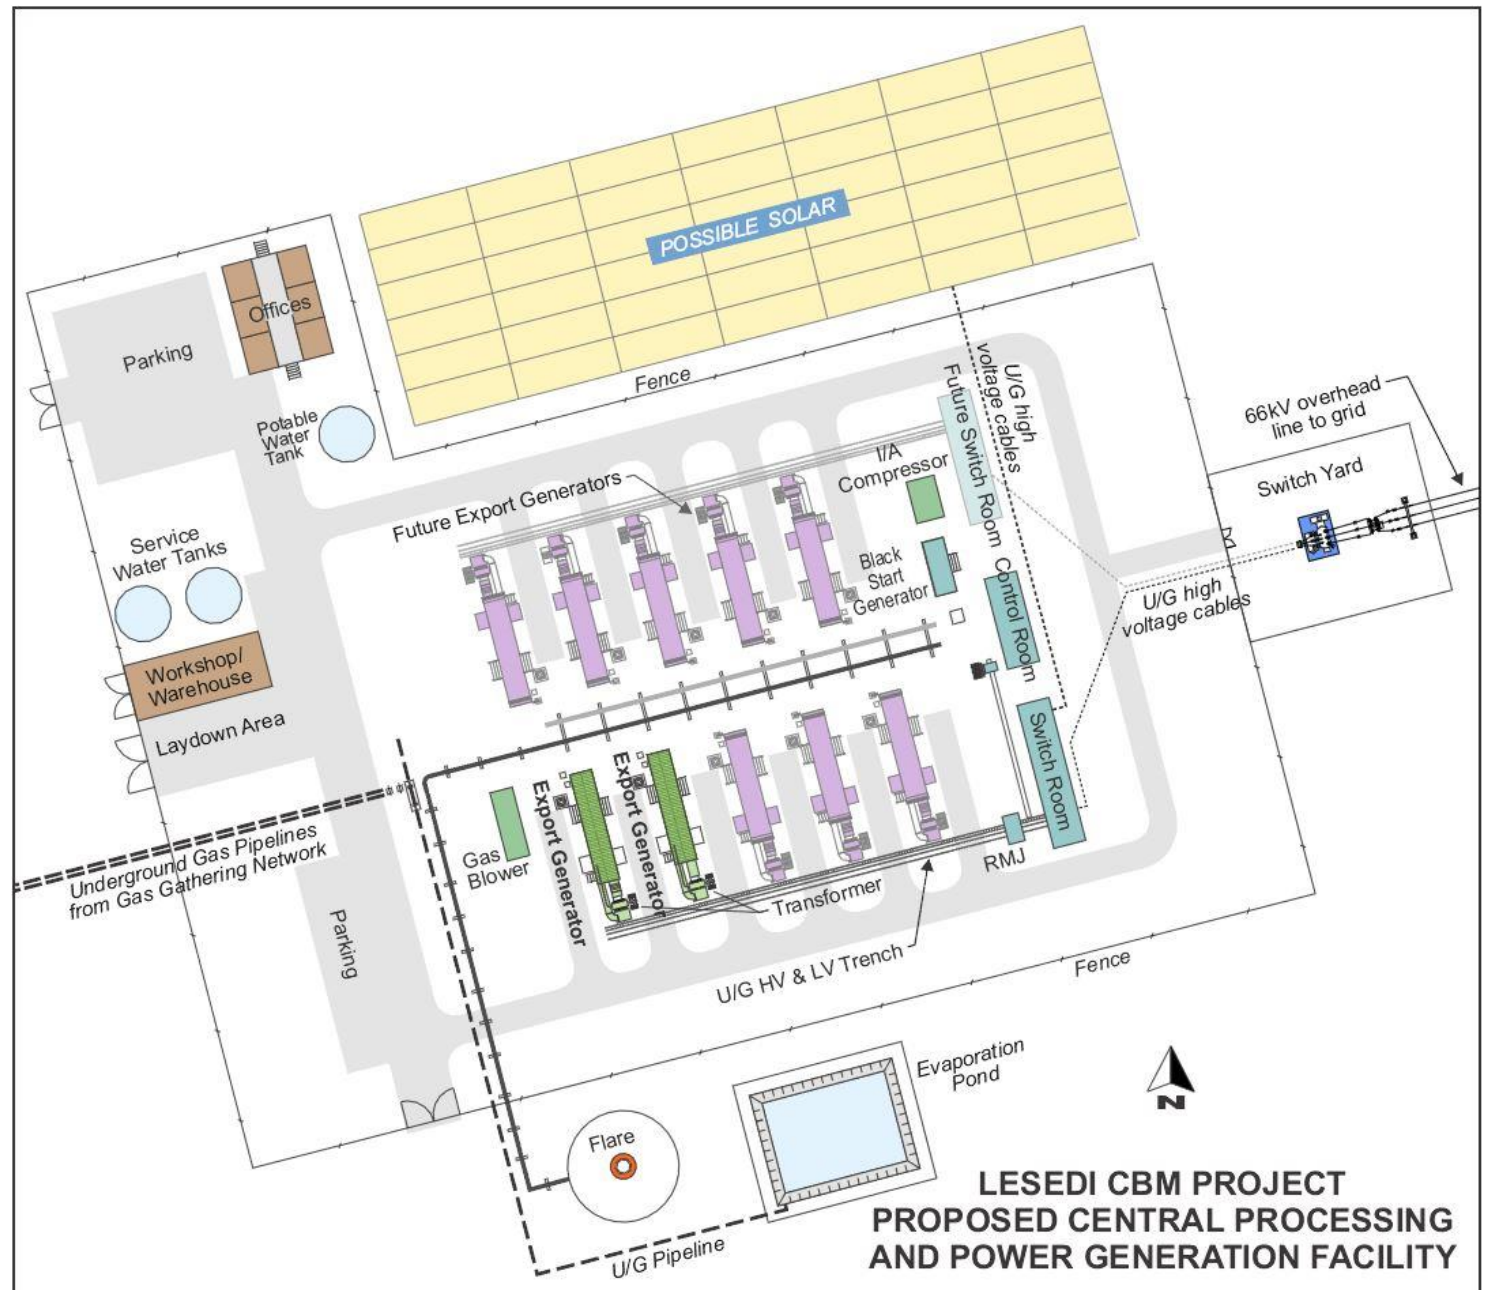 POSSIBLE SOLAR
Offices
Parking
Fence
Potable
Water
Tank
U/G high
voltage cables
Future Switch Room
66kV overhead
line to grid
I/A
Compressor
Switch Yard
Future Export Generators
Service
Water Tanks
Black
Start
Generator
Control Room
U/G high
voltage cables
Workshop/
Warehouse
Laydown Area
Switch Room
Export Generator
Export Generator
Gas
Blower
Underground Gas Pipelines
from Gas Gathering Network
RMJ
Transformer
Parking
U/G HV & LV Trench
Fence
Evaporation
Pond
N
Flare
U/G Pipeline
LESEDI CBM PROJECT
PROPOSED CENTRAL PROCESSING
AND POWER GENERATION FACILITY